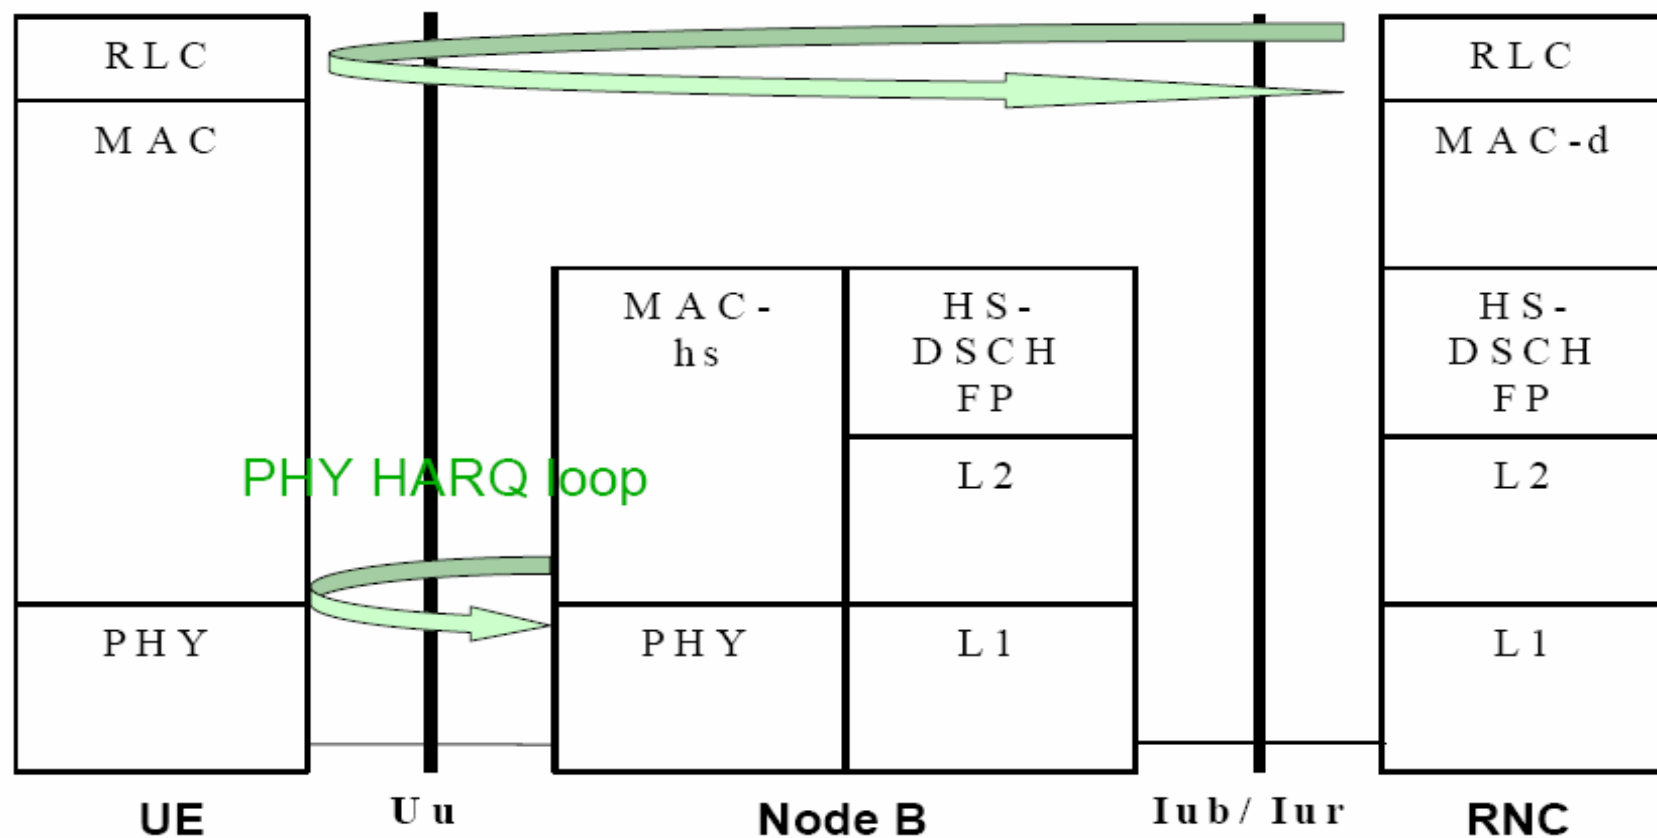 RLC
MAC
PHY
UE
Uu
PHY HARQ loop
MAC-
hs
PHY
HS-
DSCH
FP
L2
L1
Node B
Iub/ Iur
RLC
MAC-d
HS-
DSCH
FP
L2
L1
RNC